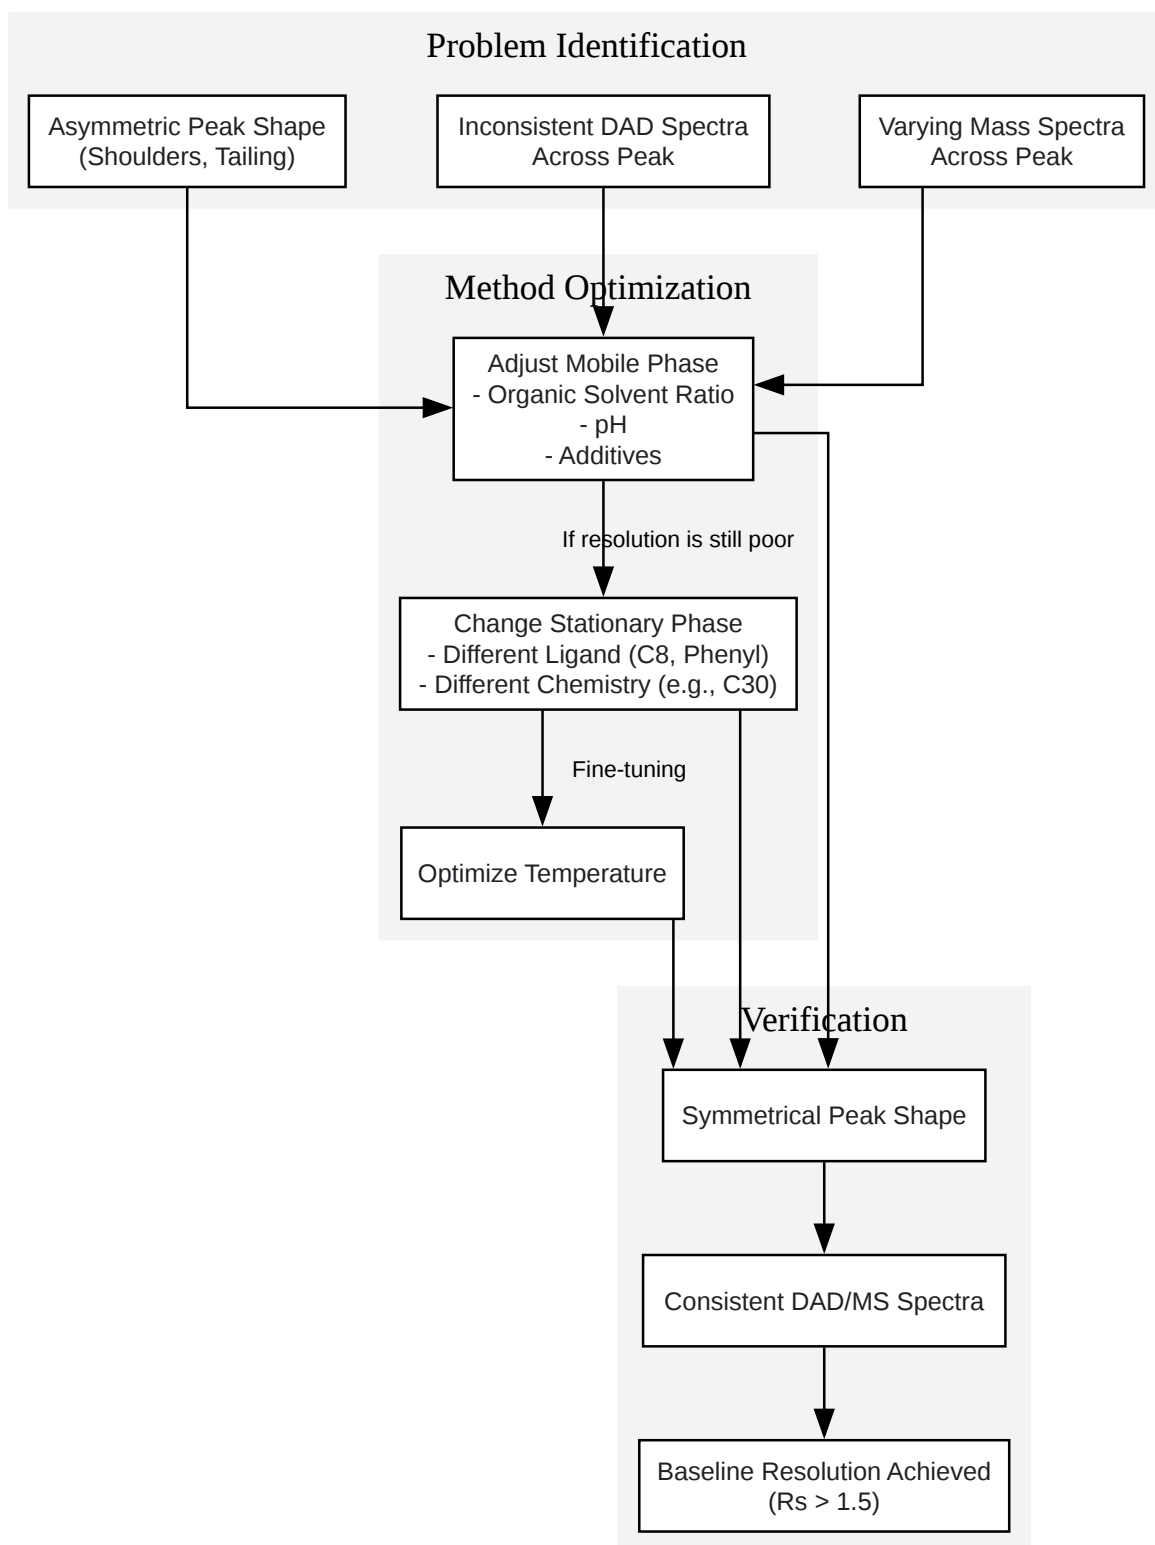 Problem Identification
Asymmetric Peak Shape
(Shoulders, Tailing)
Inconsistent DAD Spectra
Across Peak
Varying Mass Spectra
Across Peak
Method Optimization
Adjust Mobile Phase
- Organic Solvent Ratio
- pH
- Additives
If resolution is still poor
Change Stationary Phase
- Different Ligand (C8, Phenyl)
- Different Chemistry (e.g., C30)
Fine-tuning
Optimize Temperature
Verification
Symmetrical Peak Shape
Consistent DAD/MS Spectra
Baseline Resolution Achieved
(Rs > 1.5)